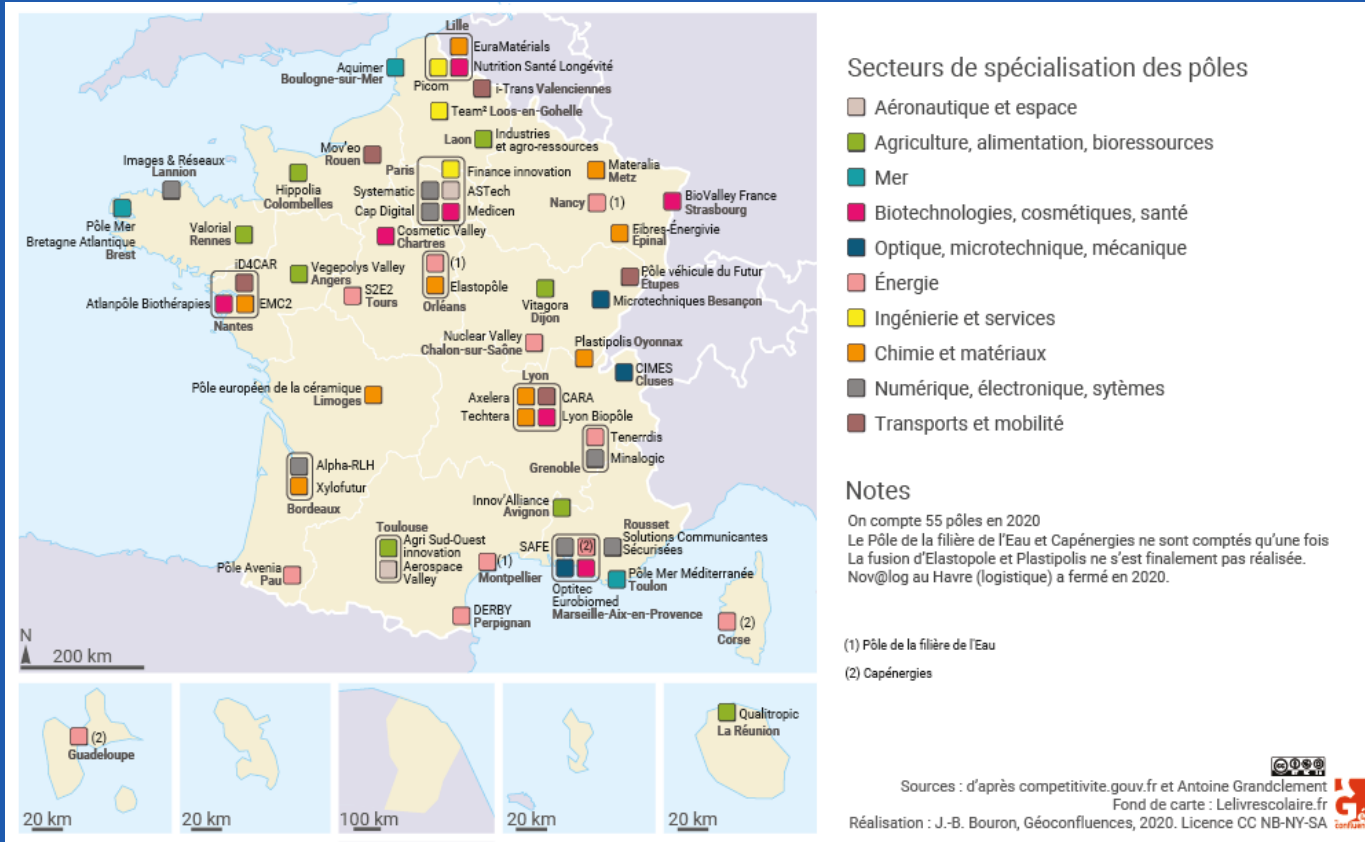 Lille
EuraMatérials
Aquimer
Boulogne-sur-Mer
Nutrition Santé Longévité
Picom
i-Trans Valenciennes
Team² Loos-en-Gohelle
Laon
Industries
et agro-ressources
Mov'eo
Rouen
Images & Réseaux
Lannion
Paris
Finance innovation
Materalia
Metz
Hippolia
Colombelles
Systematic
ASTech
Cap Digital
Medicen
Nancy
(1)
BioValley France
Strasbourg
Pôle Mer
Bretagne Atlantique
Brest
Valorial
Rennes
Cosmetic Valley
Chartres
Fibres-Énergivie
Epinal
iD4CAR
Vegepolys Valley
Angers
(1)
Pôle véhicule du Futur
Étupes
Atlanpôle Biothérapies
EMC2
Nantes
S2E2
Tours
Elastopôle
Orléans
Vitagora
Dijon
Microtechniques Besançon
Nuclear Valley
Chalon-sur-Saône
Plastipolis Oyonnax
CIMES
Cluses
Pôle européen de la céramique
Limoges
Lyon
Axelera
CARA
Techtera
Lyon Biopôle
Tenerrdis
Minalogic
Grenoble
Alpha-RLH
Xylofutur
Bordeaux
Innov'Alliance
Avignon
Toulouse
Agri Sud-Ouest
innovation
Aerospace
Valley
Rousset
Solutions Communicantes
Sécurisées
SAFE
(2)
Pôle Avenia
Pau
(1)
Montpellier
Optitec
Eurobiomed
Marseille-Aix-en-Provence
Pôle Mer Méditerranée
Toulon
DERBY
Perpignan
(2)
Corse
N
200 km
(2)
Guadeloupe
20 km
20 km
100 km
20 km
Qualitropic
La Réunion
20 km
Secteurs de spécialisation des pôles
Aéronautique et espace
Agriculture, alimentation, bioressources
Mer
Biotechnologies, cosmétiques, santé
Optique, microtechnique, mécanique
Énergie
Ingénierie et services
Chimie et matériaux
Numérique, électronique, sytèmes
Transports et mobilité
Notes
On compte 55 pôles en 2020
Le Pôle de la filière de l'Eau et Capénergies ne sont comptés qu'une fois
La fusion d'Elastopole et Plastipolis ne s'est finalement pas réalisée.
Nov@log au Havre (logistique) a fermé en 2020.
(1) Pôle de la filière de l'Eau
(2) Capénergies
Sources : d'après competitivite.gouv.fr et Antoine Grandclement
Fond de carte : Lelivrescolaire.fr
Réalisation : J.-B. Bouron, Géoconfluences, 2020. Licence CC NB-NY-SA